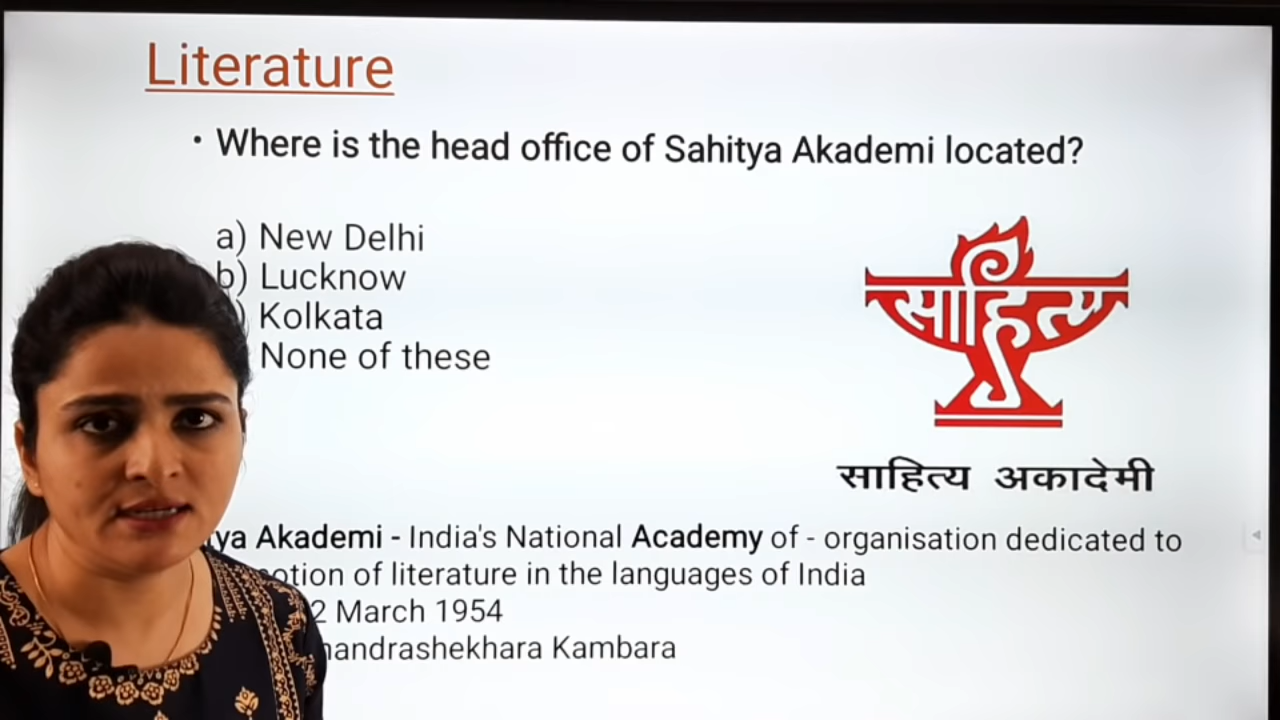 Literature
• Where is the head office of Sahitya Akademi located?
a) New Delhi
b) Lucknow
) Kolkata
None of these
साहित्य
साहित्य अकादेमी
ya Akademi - India's National Academy of - organisation dedicated to
otion of literature in the languages of India
2 March 1954
handrashekhara Kambara